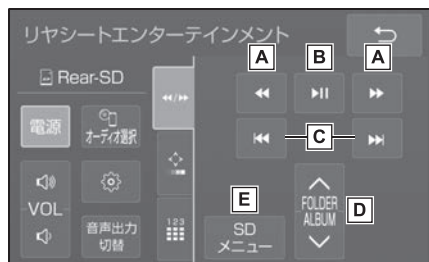 リヤシートエンターテインメント
Rear-SD
電源
オーディオ選択
VOL
音声出力
切替
123
A
B
A
C
E
SD
メニュー
FOLDER
ALBUM
D